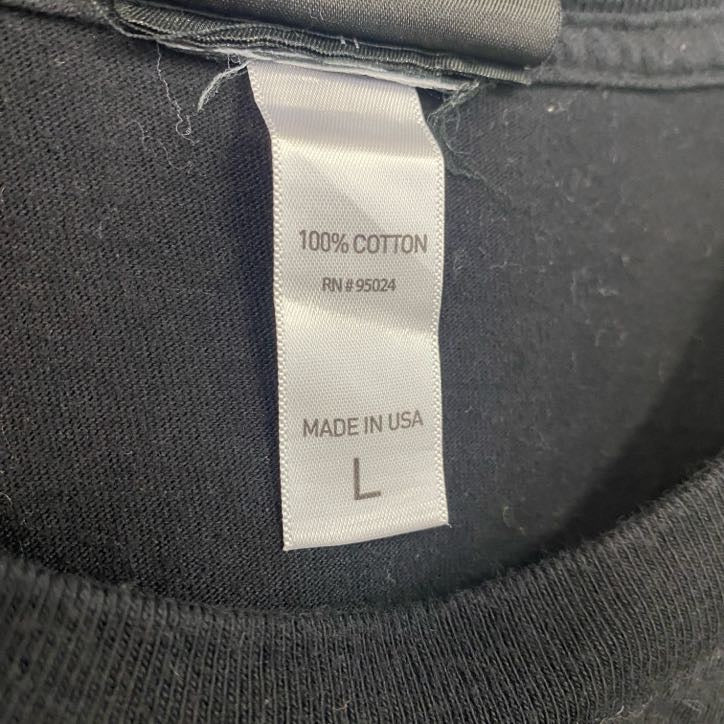 100% COTTON
RN # 95024
MADE IN USA
L